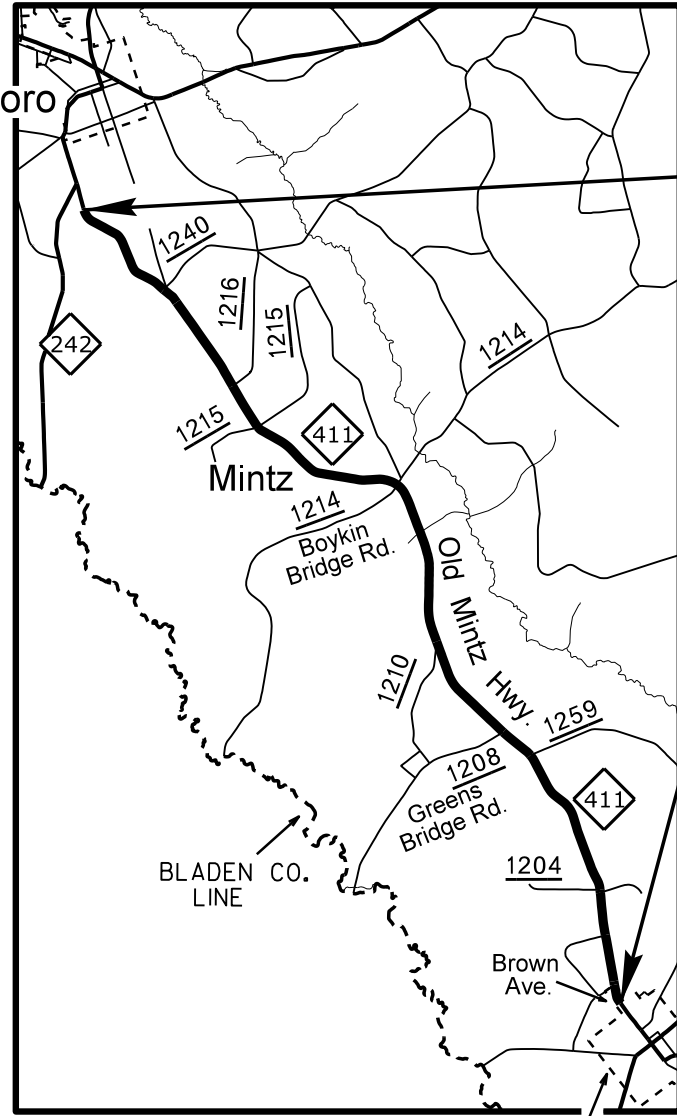 oro
1240
1216
1215
242
1214
1215
411
Mintz
1214
Boykin
Bridge Rd.
Old Mintz Hwy.
1210
1259
1208
Greens
Bridge Rd.
411
BLADEN CO.
LINE
1204
Brown
Ave.